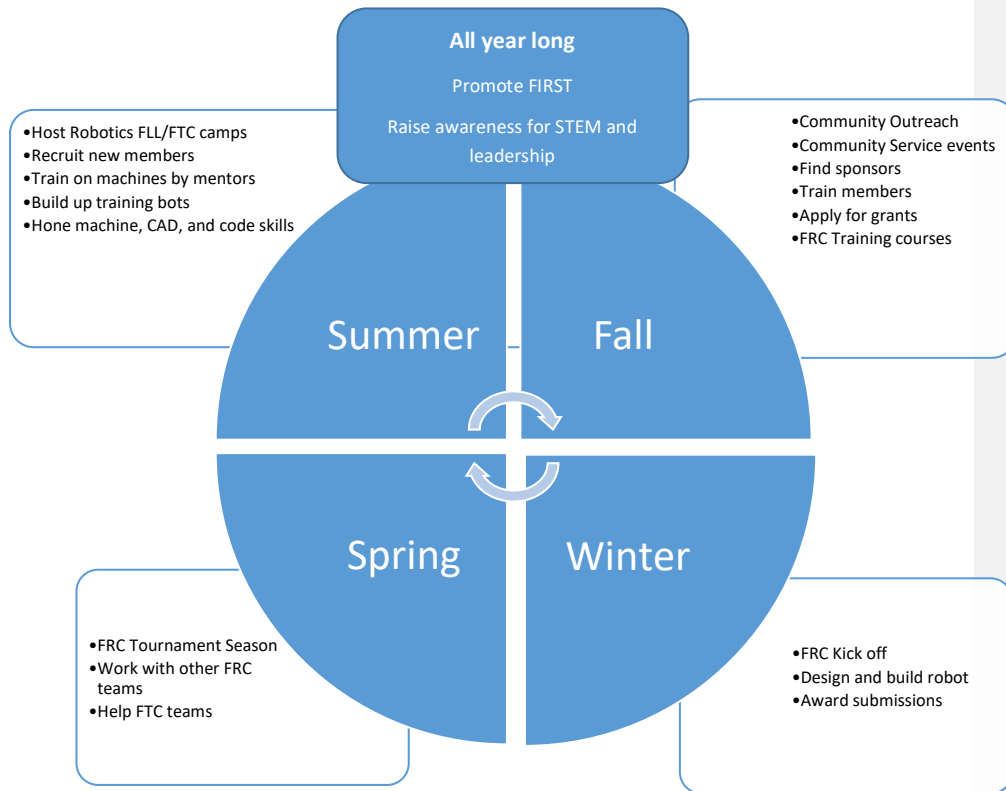 All year long
Promote FIRST
Raise awareness for STEM and
leadership
•Host Robotics FLL/FTC camps
•Recruit new members
•Train on machines by mentors
•Build up training bots
•Hone machine, CAD, and code skills
•Community Outreach
•Community Service events
•Find sponsors
•Train members
•Apply for grants
•FRC Training courses
Summer
Fall
Spring
Winter
•FRC Tournament Season
•Work with other FRC
teams
•Help FTC teams
•FRC Kick off
•Design and build robot
•Award submissions